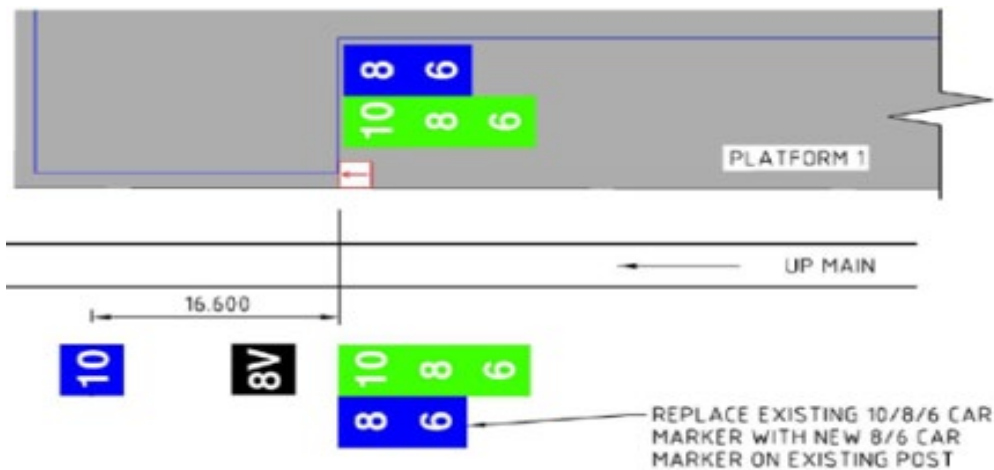 8 6
10 8 6
PLATFORM 1
UP MAIN
16.600
10
8V
10 8 6
8 6
REPLACE EXISTING 10/8/6 CAR
MARKER WITH NEW 8/6 CAR
MARKER ON EXISTING POST